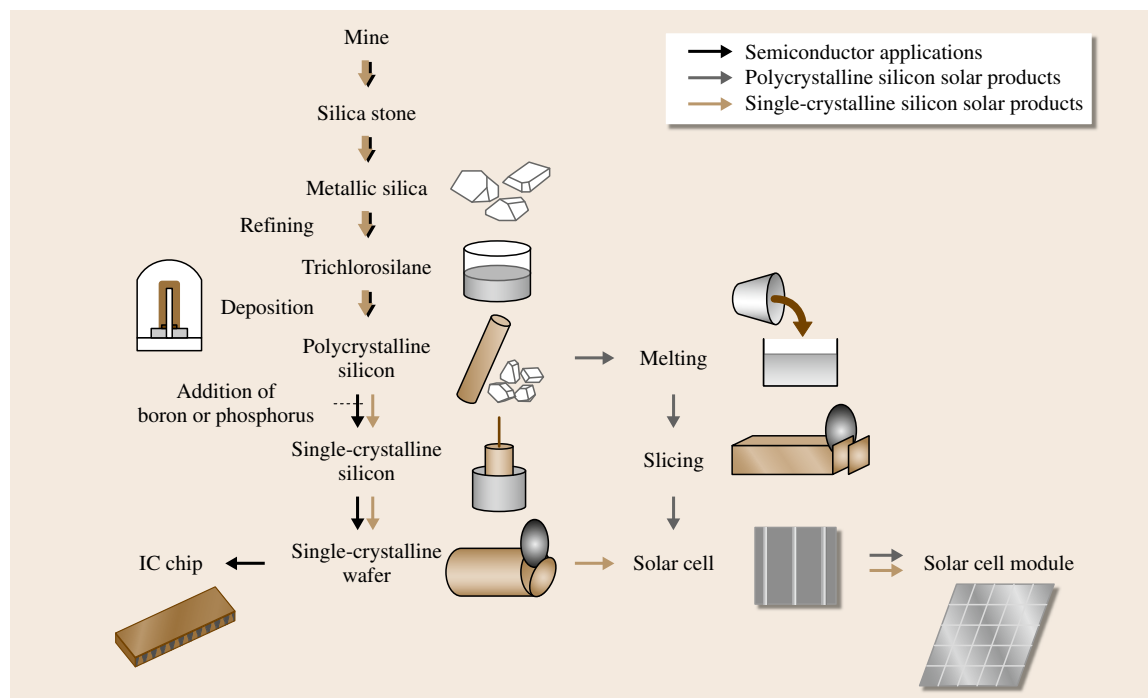 Mine
Semiconductor applications
Polycrystalline silicon solar products
Single-crystalline silicon solar products
Silica stone
Metallic silica
Refining
Trichlorosilane
Deposition
Polycrystalline
silicon
Melting
Addition of
boron or phosphorus
Single-crystalline
silicon
Slicing
IC chip
Single-crystalline
wafer
Solar cell
Solar cell module